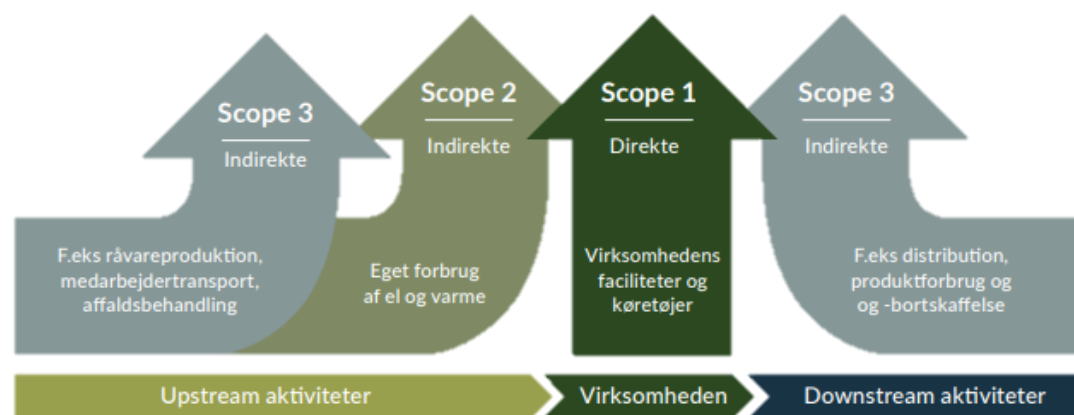 Scope 3
Indirekte
F.eks råvareproduktion,
medarbejdertransport,
affaldsbehandling
Scope 2
Indirekte
Eget forbrug
af el og varme
Scope 1
Direkte
Virksomhedens
faciliteter og
køretøjer
Scope 3
Indirekte
F.eks distribution,
produktforbrug og
og -bortskaffelse
Upstream aktiviteter
Virksomheden
Downstream aktiviteter